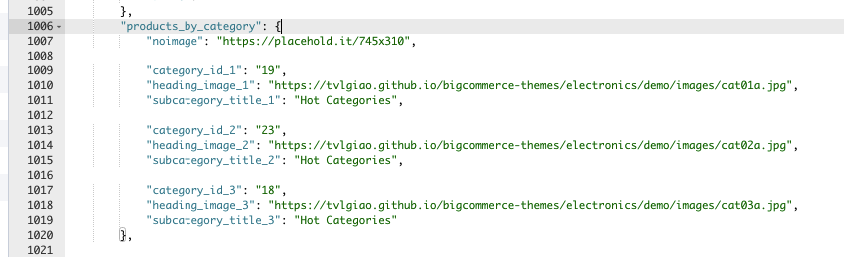 1005 },
1006 "products_by_category": {
1007 "noimage": "https://placehold.it/745x310",
1008
1009 "category_id_1": "19",
1010 "heading_image_1": "https://tvlgiao.github.io/bigcommerce-themes/electronics/demo/images/cat01a.jpg",
1011 "subcategory_title_1": "Hot Categories",
1012
1013 "category_id_2": "23",
1014 "heading_image_2": "https://tvlgiao.github.io/bigcommerce-themes/electronics/demo/images/cat02a.jpg",
1015 "subcategory_title_2": "Hot Categories",
1016
1017 "category_id_3": "18",
1018 "heading_image_3": "https://tvlgiao.github.io/bigcommerce-themes/electronics/demo/images/cat03a.jpg",
1019 "subcategory_title_3": "Hot Categories"
1020 },
1021